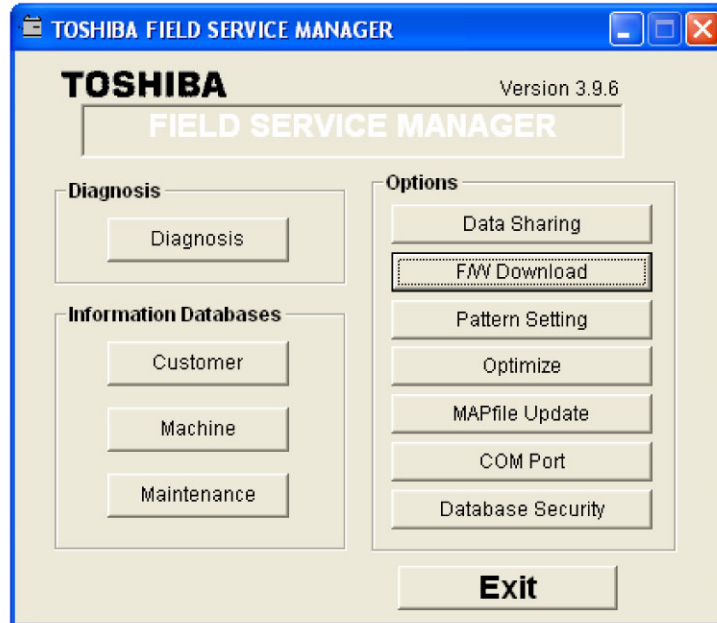 TOSHIBA FIELD SERVICE MANAGER
TOSHIBA
Version 3.9.6
FIELD SERVICE MANAGER
Diagnosis
Diagnosis
Information Databases
Customer
Machine
Maintenance
Options
Data Sharing
F/W Download
Pattern Setting
Optimize
MAPfile Update
COM Port
Database Security
Exit